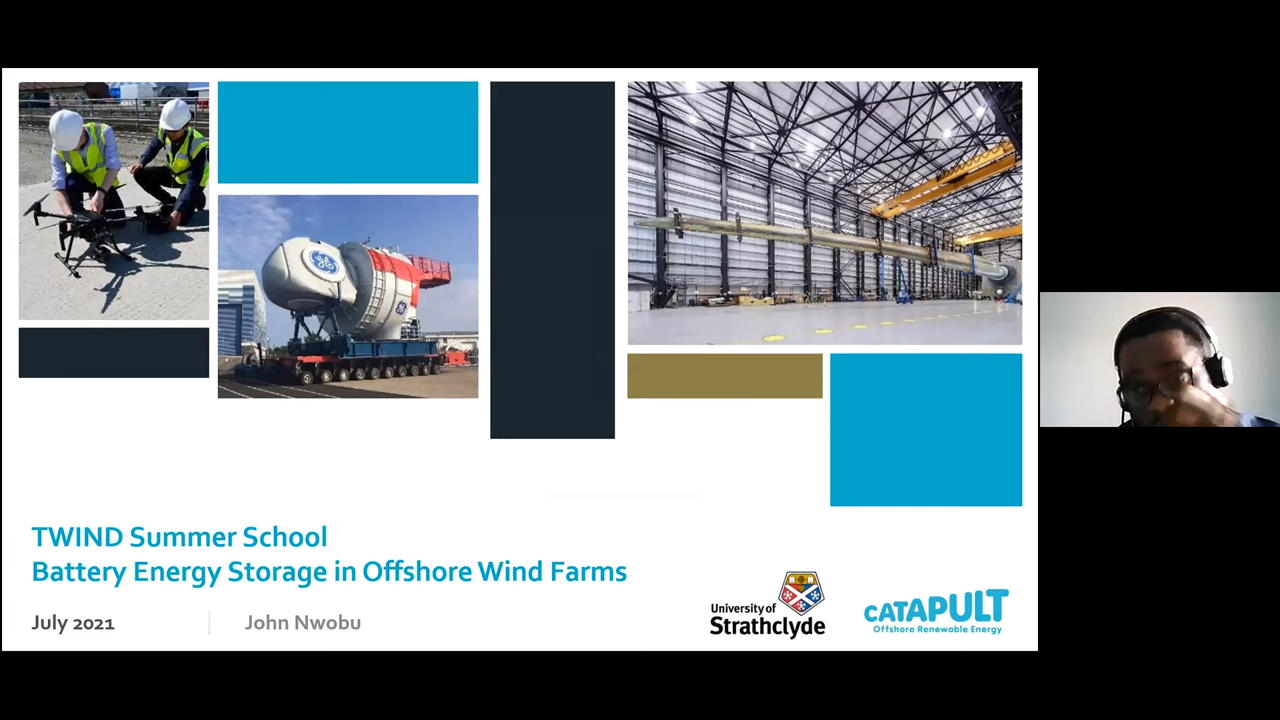 TWIND Summer School
Battery Energy Storage in Offshore Wind Farms
July 2021
John Nwobu
University of
Strathclyde
CATAPULT
Offshore Renewable Energy